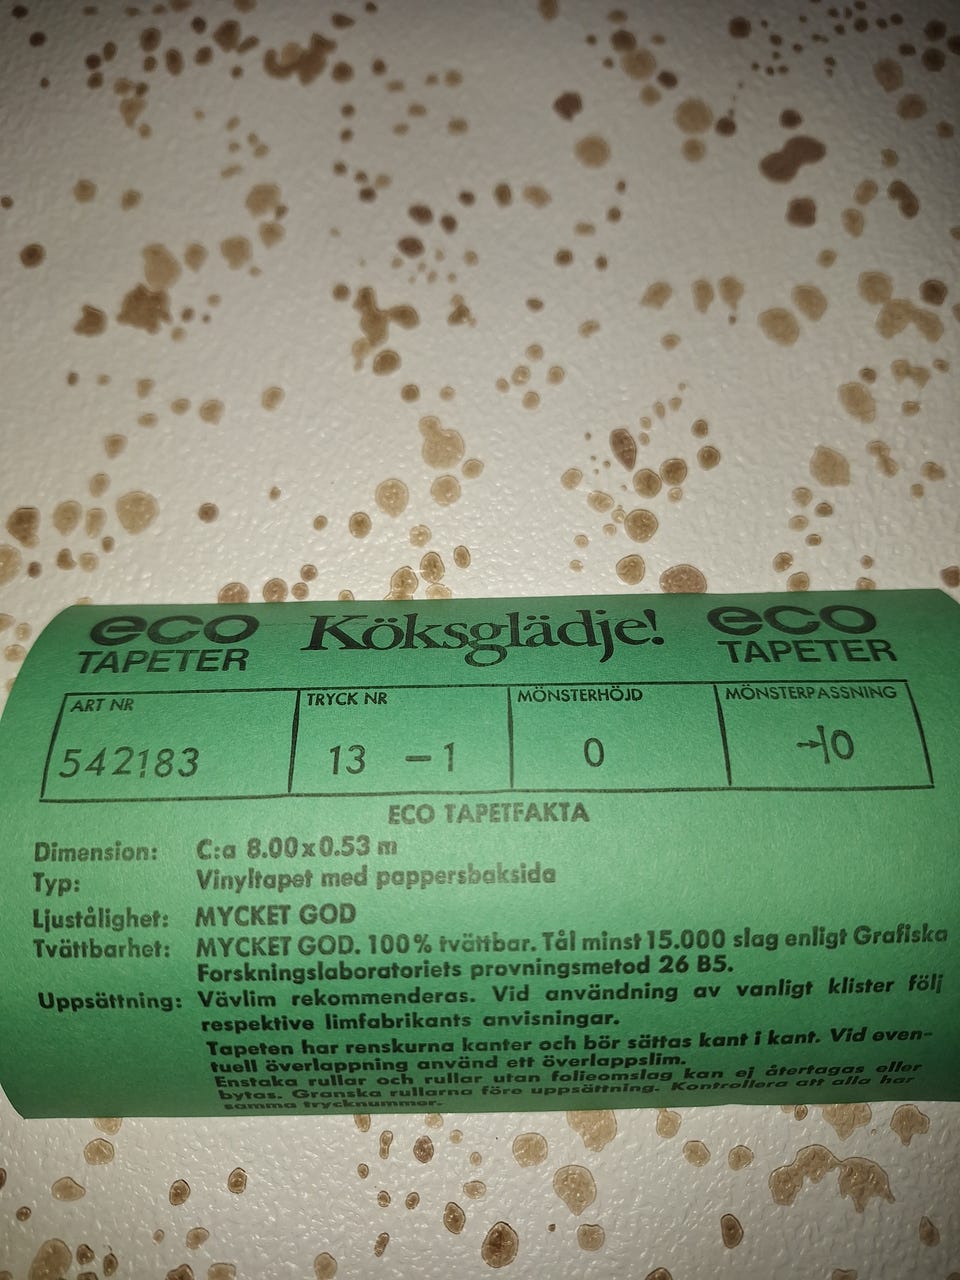 eco Köksglädje! eco
TAPETER TAPETER
ART NR TRYCK NR MÖNSTERHÖJD MÖNSTERPASSNING
542183 13 -1 0 →|0
ECO TAPETFAKTA
Dimension: C:a 8.00x0.53 m
Typ: Vinyltapet med pappersbaksida
Ljustålighet: MYCKET GOD
Tvättbarhet: MYCKET GOD. 100% tvättbar. Tål minst 15.000 slag enligt Grafiska
Forskningslaboratoriets provningsmetod 26 B5.
Uppsättning: Vävlim rekommenderas. Vid användning av vanligt klister följ
respektive limfabrikants anvisningar.
Tapeten har renskurna kanter och bör sättas kant i kant. Vid even-
tuell överlappning använd ett överlappslim.
Enstaka rullar och rullar utan folieomslag kan ej återtagas eller
bytas. Granska rullarna före uppsättning. Kontrollera att alla har
samma trycknummer.